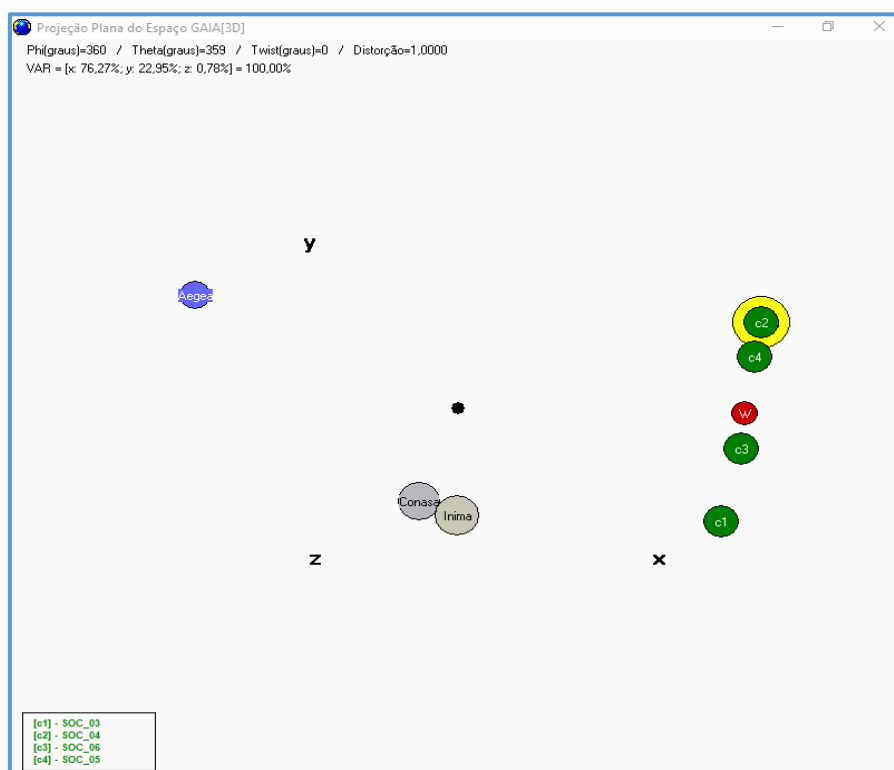 Projeção Plana do Espaço GAIA[3D]
Phi(graus)=360 / Theta(graus)=359 / Twist(graus)=0 / Distorção=1,0000
VAR = [x: 76,27%; y: 22,95%; z: 0,78%] = 100,00%
y
Aegea
c2
c4
W
c3
Conasa
Inima
c1
z
x
[c1] - SOC_03
[c2] - SOC_04
[c3] - SOC_06
[c4] - SOC_05